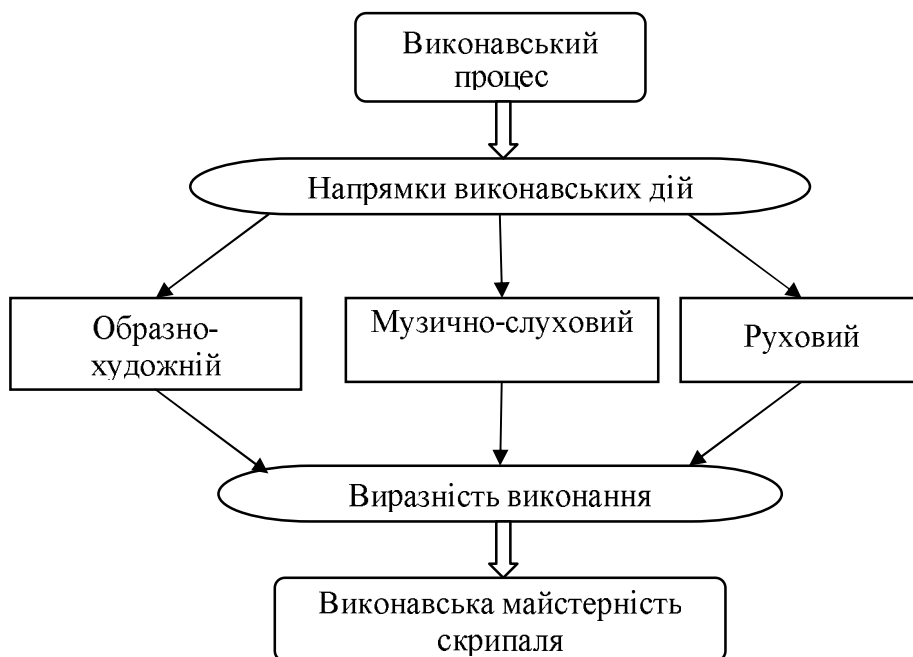 Виконавський
процес
Напрямки виконавських дій
Образно-
художній
Музично-слуховий
Руховий
Виразність виконання
Виконавська майстерність
скрипаля